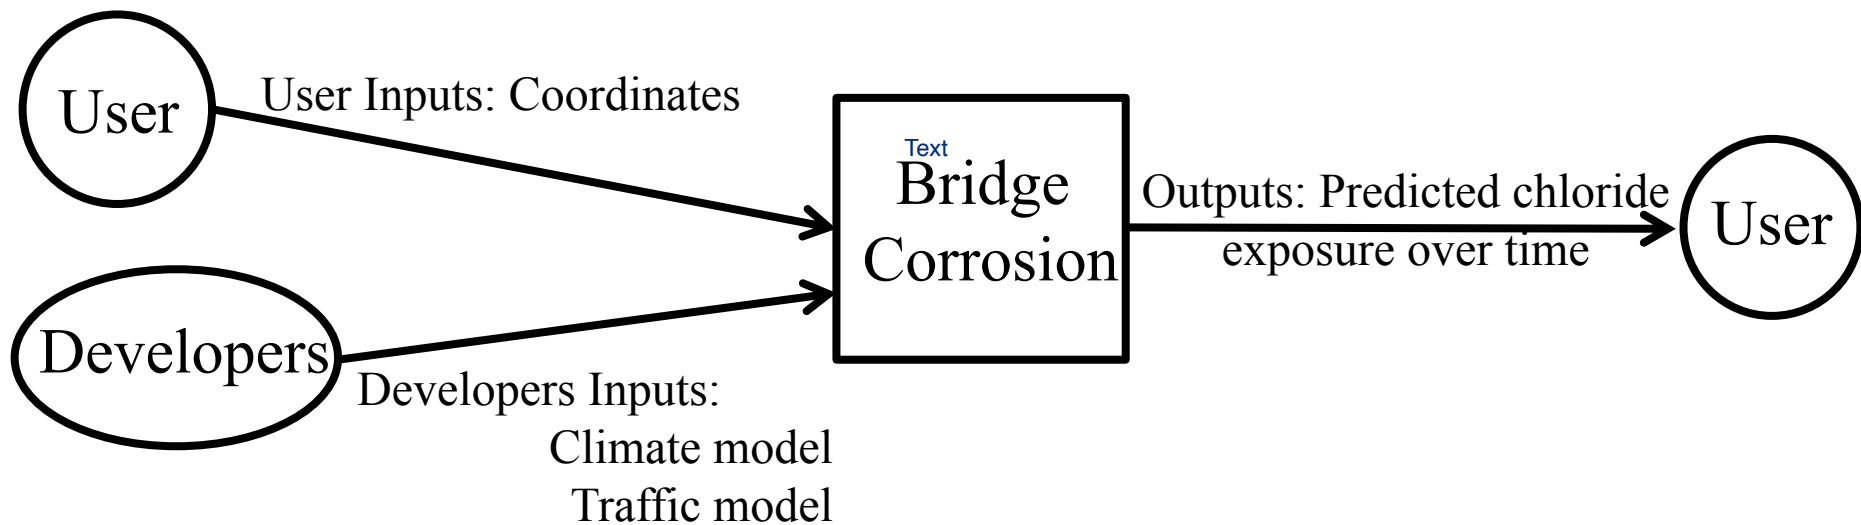 User
User Inputs: Coordinates
Text
Bridge
Corrosion
Outputs: Predicted chloride
exposure over time
User
Developers
Developers Inputs:
Climate model
Traffic model